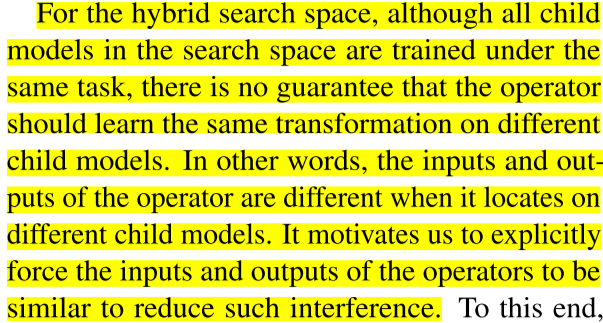 For the hybrid search space, although all child
models in the search space are trained under the
same task, there is no guarantee that the operator
should learn the same transformation on different
child models. In other words, the inputs and out-
puts of the operator are different when it locates on
different child models. It motivates us to explicitly
force the inputs and outputs of the operators to be
similar to reduce such interference. To this end,